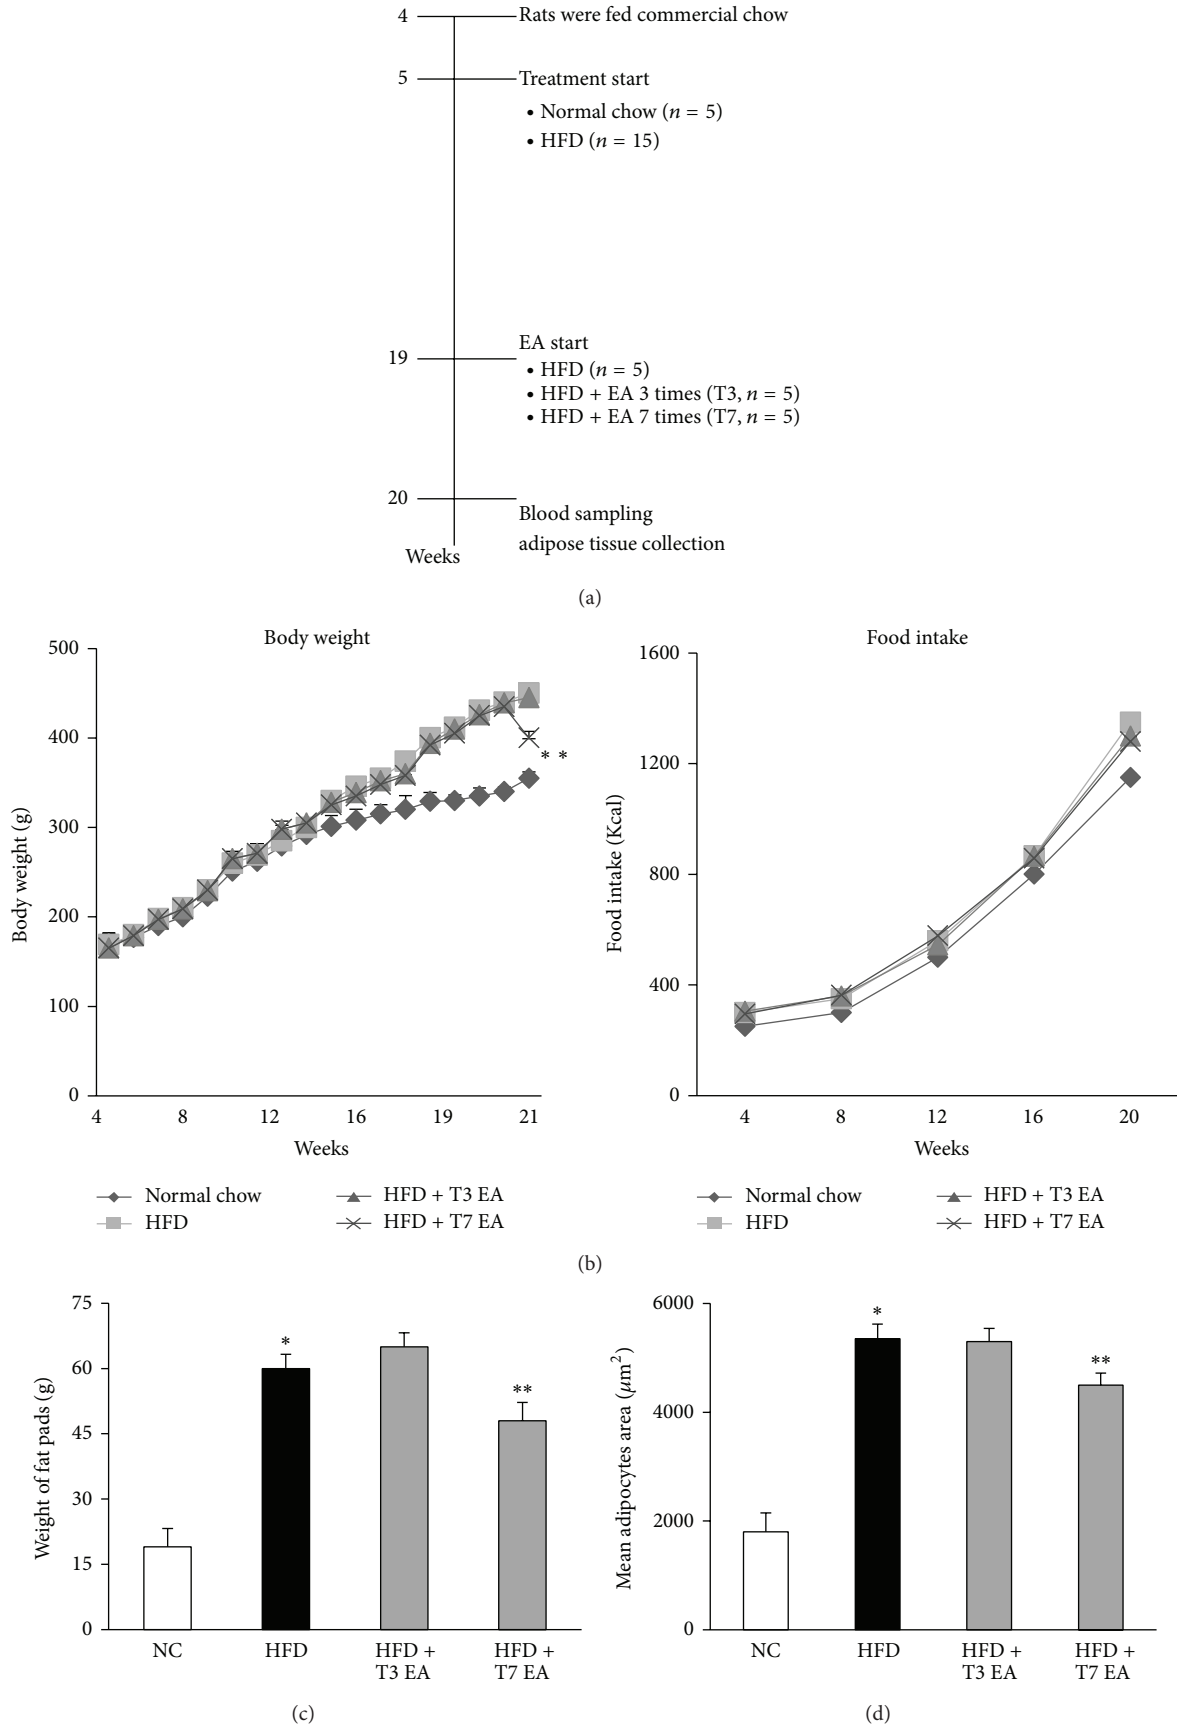 4 Rats were fed commercial chow
5 Treatment start
• Normal chow (n = 5)
• HFD (n = 15)
19 EA start
• HFD (n = 5)
• HFD + EA 3 times (T3, n = 5)
• HFD + EA 7 times (T7, n = 5)
20 Blood sampling
adipose tissue collection
Weeks
(a)
Body weight
500
400
300
200
100
0
Body weight (g)
* *
4 8 12 16 19 21
Weeks
Normal chow
HFD
HFD + T3 EA
HFD + T7 EA
Food intake
1600
1200
800
400
0
Food intake (Kcal)
4 8 12 16 20
Weeks
Normal chow
HFD
HFD + T3 EA
HFD + T7 EA
(b)
75
60
45
30
15
0
Weight of fat pads (g)
*
**
NC HFD HFD + HFD +
T3 EA T7 EA
(c)
6000
4000
2000
0
Mean adipocytes area (μm²)
*
**
NC HFD HFD + HFD +
T3 EA T7 EA
(d)